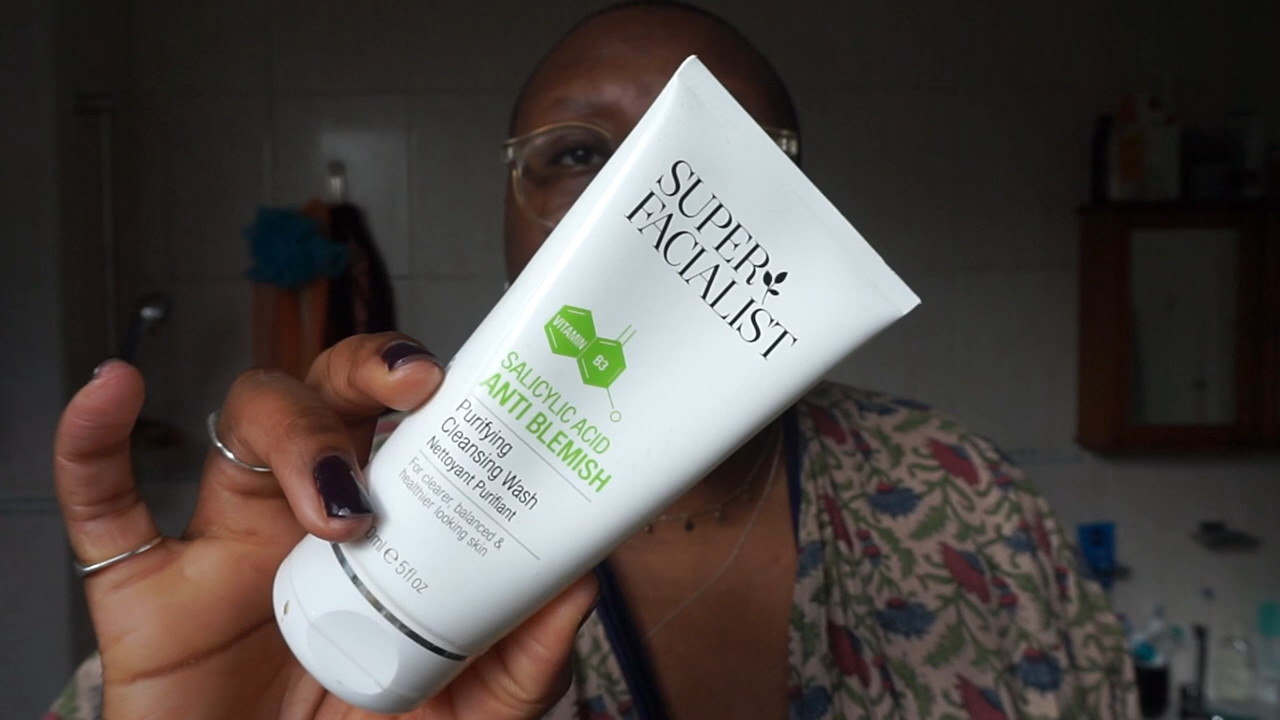 SUPER
FACIALIST
VITAMIN
B3
SALICYLIC ACID
ANTI BLEMISH
Purifying
Cleansing Wash
Nettoyant Purifiant
For clearer, balanced &
healthier looking skin
0ml ℮ 5fl oz